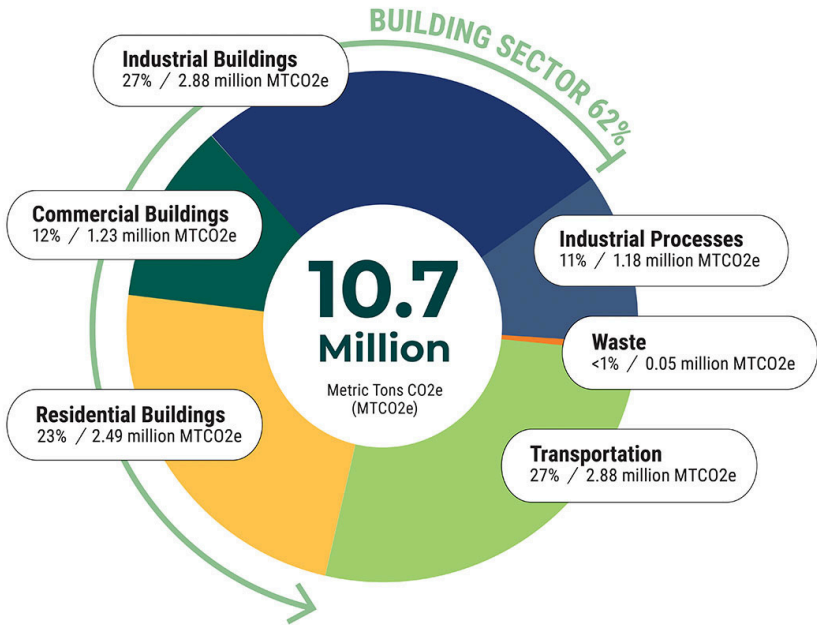 BUILDING SECTOR 62%
Industrial Buildings
27% / 2.88 million MTCO2e
Commercial Buildings
12% / 1.23 million MTCO2e
Residential Buildings
23% / 2.49 million MTCO2e
10.7
Million
Metric Tons CO2e
(MTCO2e)
Industrial Processes
11% / 1.18 million MTCO2e
Waste
<1% / 0.05 million MTCO2e
Transportation
27% / 2.88 million MTCO2e